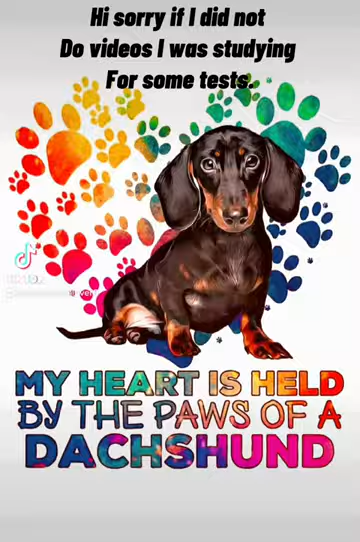 Hi sorry if I did not
Do videos I was studying
For some tests.
MY HEART IS HELD
BY THE PAWS OF A
DACHSHUND